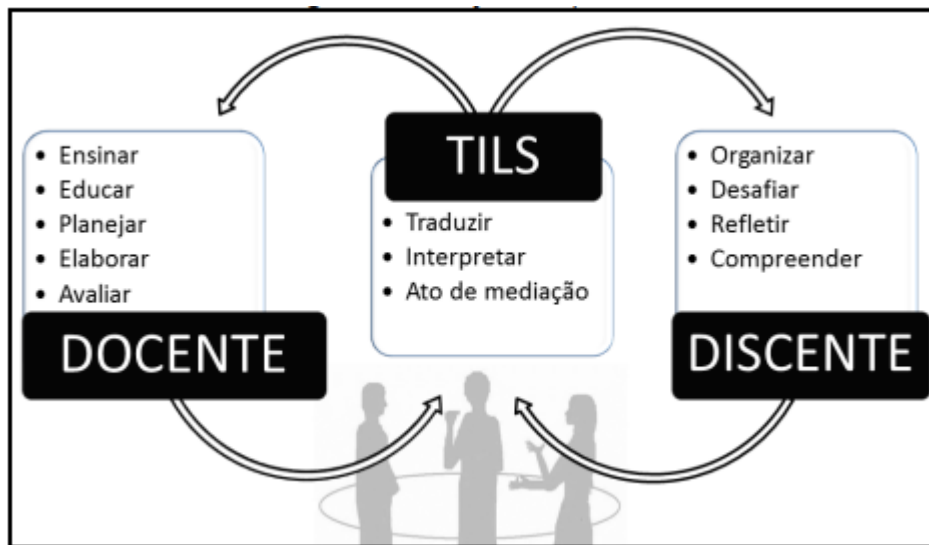 • Ensinar
• Educar
• Planejar
• Elaborar
• Avaliar
DOCENTE
TILS
• Traduzir
• Interpretar
• Ato de mediação
• Organizar
• Desafiar
• Refletir
• Compreender
DISCENTE